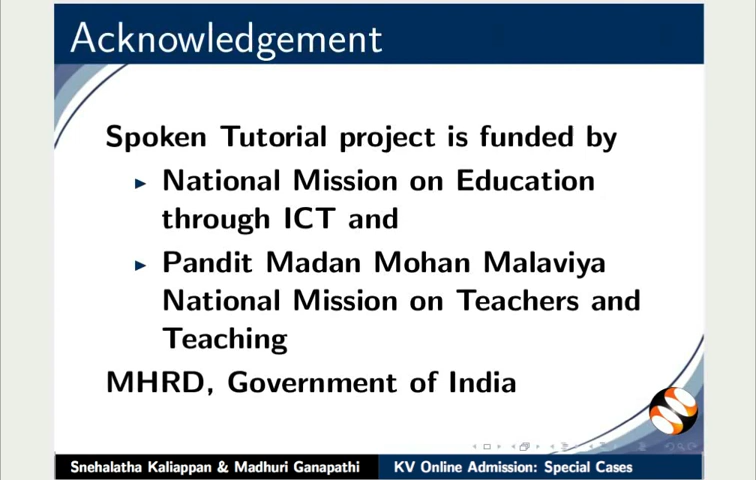 Acknowledgement
Spoken Tutorial project is funded by
National Mission on Education
through ICT and
Pandit Madan Mohan Malaviya
National Mission on Teachers and
Teaching
MHRD, Government of India
Snehalatha Kaliappan & Madhuri Ganapathi
KV Online Admission: Special Cases